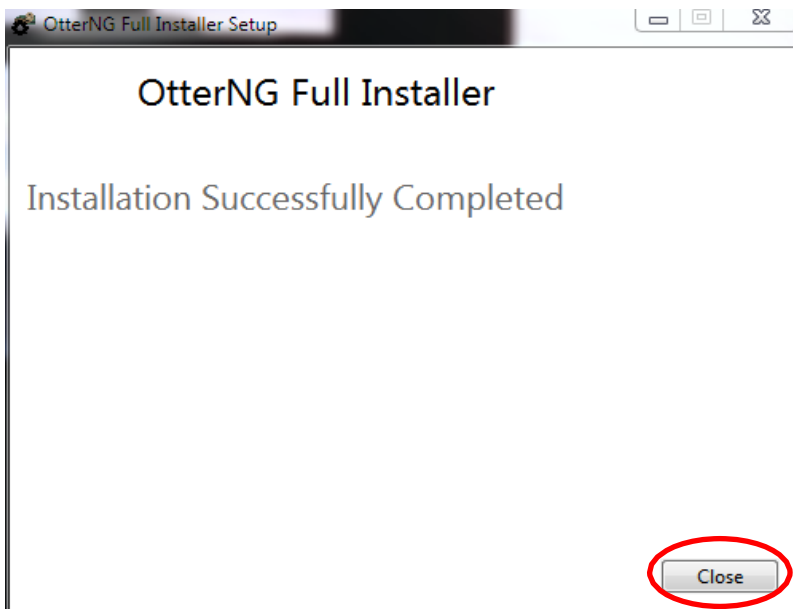 OtterNG Full Installer Setup
OtterNG Full Installer
Installation Successfully Completed
Close